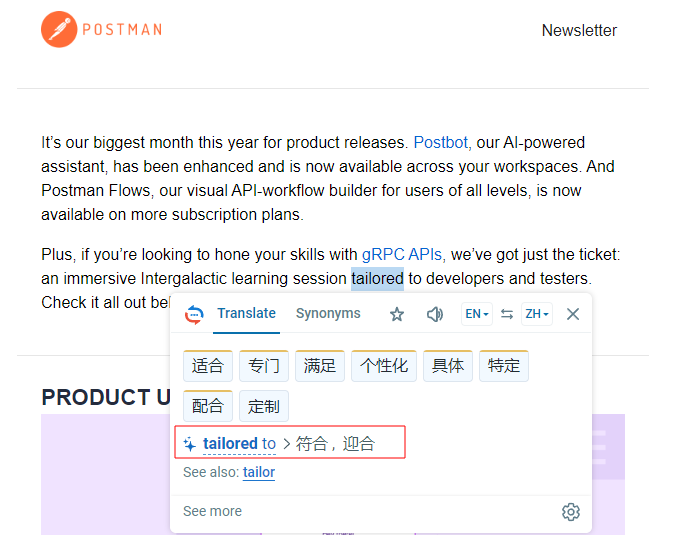 POSTMAN
Newsletter
It's our biggest month this year for product releases. Postbot, our AI-powered
assistant, has been enhanced and is now available across your workspaces. And
Postman Flows, our visual API-workflow builder for users of all levels, is now
available on more subscription plans.
Plus, if you're looking to hone your skills with gRPC APIs, we've got just the ticket:
an immersive Intergalactic learning session tailored to developers and testers.
Check it all out
Translate Synonyms EN ZH
适合 专门 满足 个性化 具体 特定
配合 定制
tailored to > 符合, 迎合
See also: tailor
See more
PRODUCT U